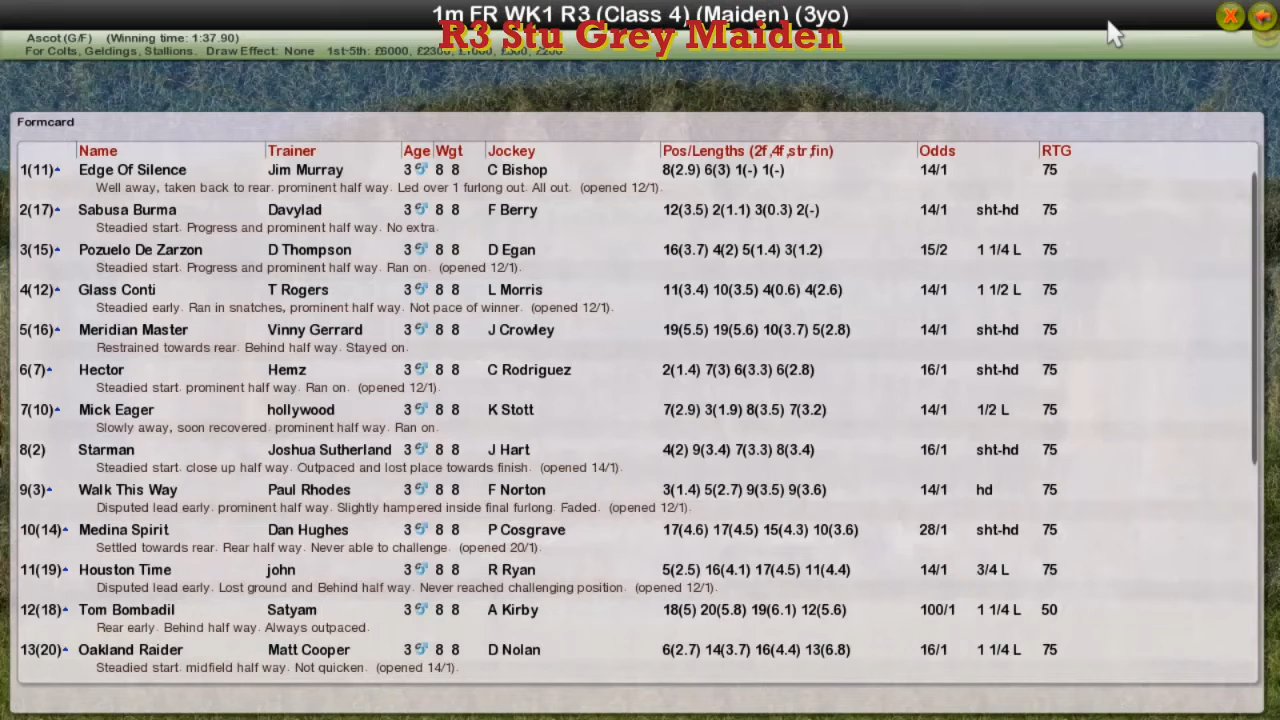 1m FR WK1 R3 (Class 4) (Maiden) (3yo)
R3 Stu Grey Maiden
Ascot(G/F) (Winning time: 1:37.90)
For Colts, Geldings, Stallions. Draw Effect: None 1st-5th: £6000, £2300, £1000, £500, £200
Formcard
Name Trainer Age Wgt Jockey Pos/Lengths (2f,4f,str,fin) Odds RTG
1(11) Edge Of Silence Jim Murray 3 8 8 C Bishop 8(2.9) 6(3) 1(-) 1(-) 14/1 75
Well away, taken back to rear. prominent half way. Led over 1 furlong out. All out. (opened 12/1).
2(17) Sabusa Burma Davylad 3 8 8 F Berry 12(3.5) 2(1.1) 3(0.3) 2(-) 14/1 sht-hd 75
Steadied start. Progress and prominent half way. No extra.
3(15) Pozuelo De Zarzon D Thompson 3 8 8 D Egan 16(3.7) 4(2) 5(1.4) 3(1.2) 15/2 1 1/4 L 75
Steadied start. Progress and prominent half way. Ran on. (opened 12/1).
4(12) Glass Conti T Rogers 3 8 8 L Morris 11(3.4) 10(3.5) 4(0.6) 4(2.6) 14/1 1 1/2 L 75
Steadied early. Ran in snatches, prominent half way. Not pace of winner. (opened 12/1).
5(16) Meridian Master Vinny Gerrard 3 8 8 J Crowley 19(5.5) 19(5.6) 10(3.7) 5(2.8) 14/1 sht-hd 75
Restrained towards rear. Behind half way. Stayed on.
6(7) Hector Hemz 3 8 8 C Rodriguez 2(1.4) 7(3) 6(3.3) 6(2.8) 16/1 sht-hd 75
Steadied start. prominent half way. Ran on. (opened 12/1).
7(10) Mick Eager hollywood 3 8 8 K Stott 7(2.9) 3(1.9) 8(3.5) 7(3.2) 14/1 1/2 L 75
Slowly away, soon recovered. prominent half way. Ran on.
8(2) Starman Joshua Sutherland 3 8 8 J Hart 4(2) 9(3.4) 7(3.3) 8(3.4) 16/1 sht-hd 75
Steadied start. close up half way. Outpaced and lost place towards finish. (opened 14/1).
9(3) Walk This Way Paul Rhodes 3 8 8 F Norton 3(1.4) 5(2.7) 9(3.5) 9(3.6) 14/1 hd 75
Disputed lead early. prominent half way. Slightly hampered inside final furlong. Faded. (opened 12/1).
10(14) Medina Spirit Dan Hughes 3 8 8 P Cosgrave 17(4.6) 17(4.5) 15(4.3) 10(3.6) 28/1 sht-hd 75
Settled towards rear. Rear half way. Never able to challenge. (opened 20/1).
11(19) Houston Time john 3 8 8 R Ryan 5(2.5) 16(4.1) 17(4.5) 11(4.4) 14/1 3/4 L 75
Disputed lead early. Lost ground and Behind half way. Never reached challenging position. (opened 12/1).
12(18) Tom Bombadil Satyam 3 8 8 A Kirby 18(5) 20(5.8) 19(6.1) 12(5.6) 100/1 1 1/4 L 50
Rear early. Behind half way. Always outpaced.
13(20) Oakland Raider Matt Cooper 3 8 8 D Nolan 6(2.7) 14(3.7) 16(4.4) 13(6.8) 16/1 1 1/4 L 75
Steadied start. midfield half way. Not quicken. (opened 14/1).